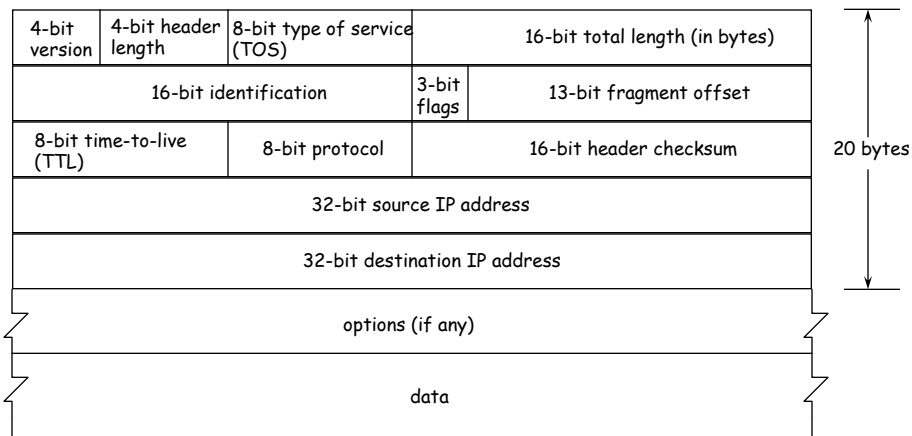 4-bit version
4-bit header length
8-bit type of service (TOS)
16-bit total length (in bytes)
16-bit identification
3-bit flags
13-bit fragment offset
8-bit time-to-live (TTL)
8-bit protocol
16-bit header checksum
20 bytes
32-bit source IP address
32-bit destination IP address
options (if any)
data